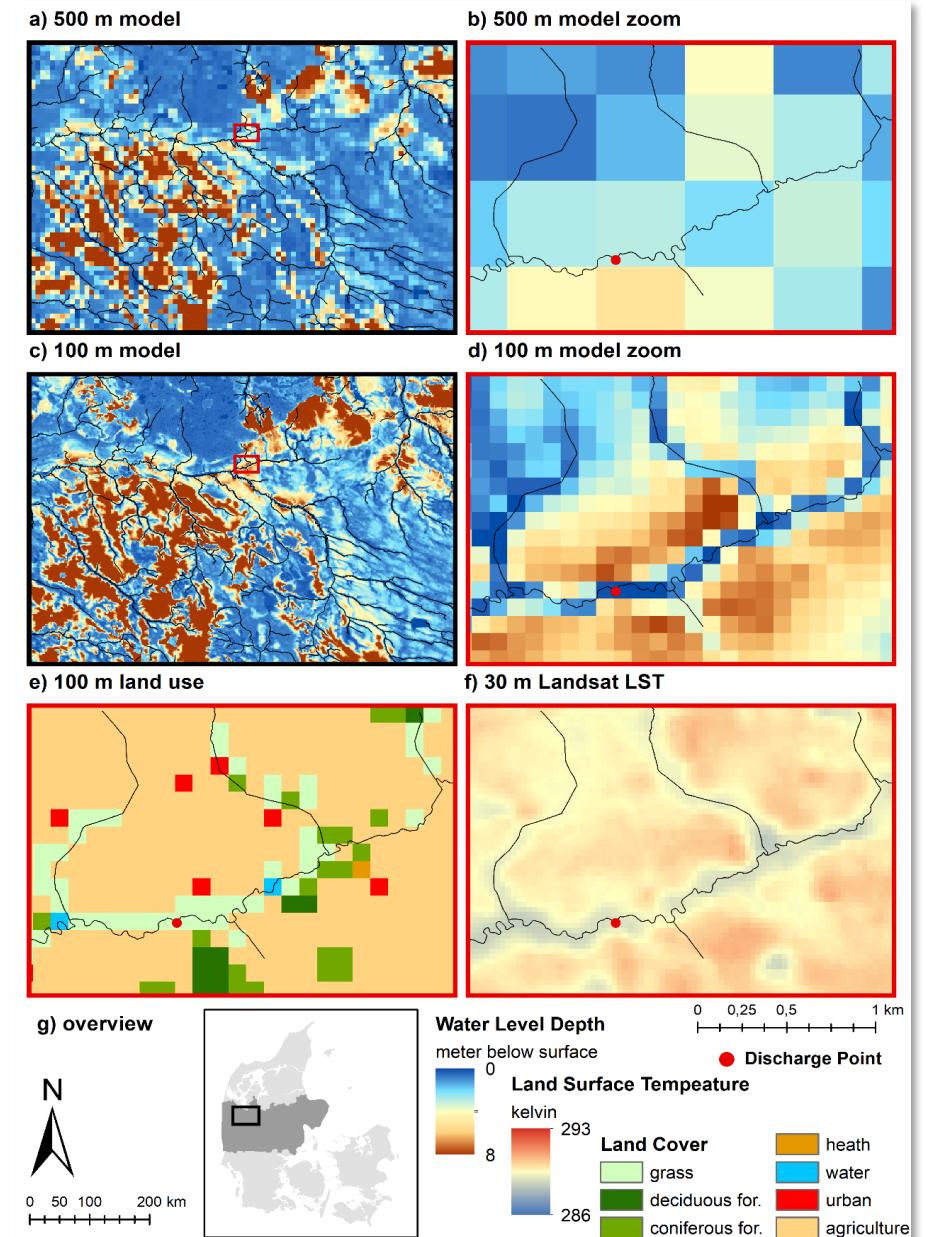 a) 500 m model
b) 500 m model zoom
c) 100 m model
d) 100 m model zoom
e) 100 m land use
f) 30 m Landsat LST
g) overview
N
0 50 100 200 km
Water Level Depth
meter below surface
0
8
0 0,25 0,5 1 km
Discharge Point
Land Surface Tempeature
kelvin
293
286
Land Cover
grass
deciduous for.
coniferous for.
heath
water
urban
agriculture